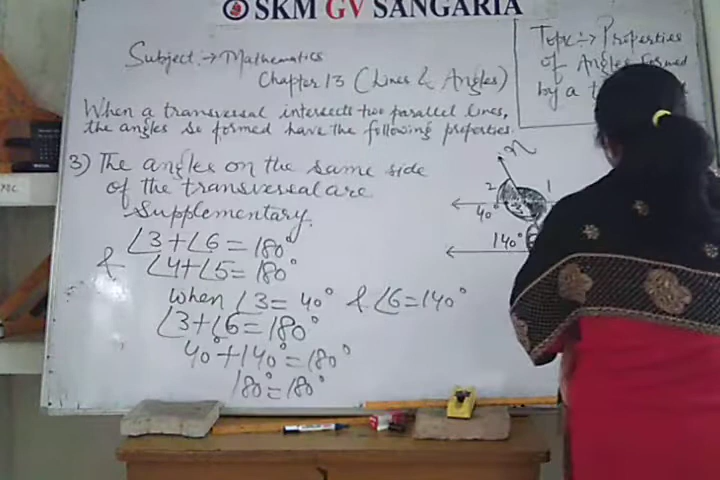 SKM GV SANGARIA
Subject :→ Mathematics
Chapter 13 (Lines & Angles)
Topic :→ Properties
of Angles formed
by a t
When a transversal intersects two parallel lines,
the angles so formed have the following properties.
3) The angles on the same side
of the transversal are
Supplementary.
∠3+∠6=180°
& ∠4+∠5=180°
when ∠3=40° & ∠6=140°
∠3+∠6=180°
40°+140°=180°
180°=180°
n
2 1
40°
140°